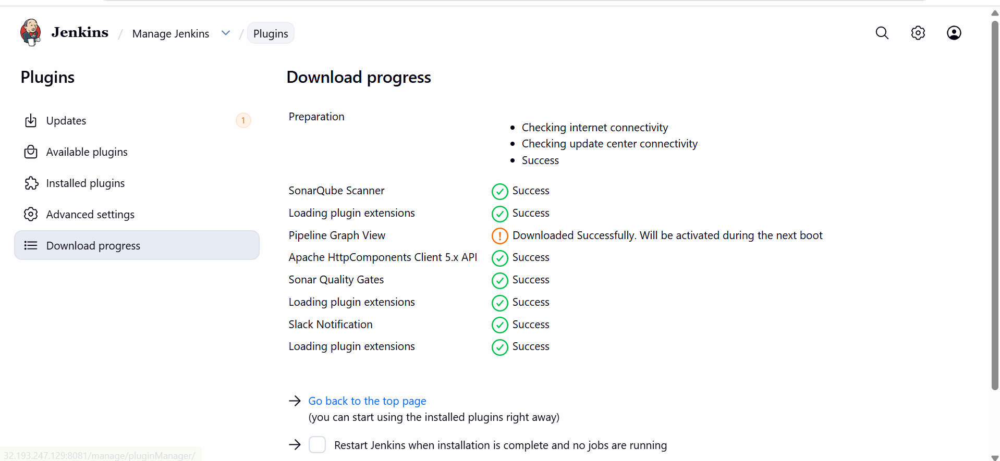 Jenkins / Manage Jenkins / Plugins
Plugins
Updates 1
Available plugins
Installed plugins
Advanced settings
Download progress
Download progress
Preparation
Checking internet connectivity
Checking update center connectivity
Success
SonarQube Scanner Success
Loading plugin extensions Success
Pipeline Graph View Downloaded Successfully. Will be activated during the next boot
Apache HttpComponents Client 5.x API Success
Sonar Quality Gates Success
Loading plugin extensions Success
Slack Notification Success
Loading plugin extensions Success
Go back to the top page
(you can start using the installed plugins right away)
Restart Jenkins when installation is complete and no jobs are running
32.193.247.129:8081/manage/pluginManager/